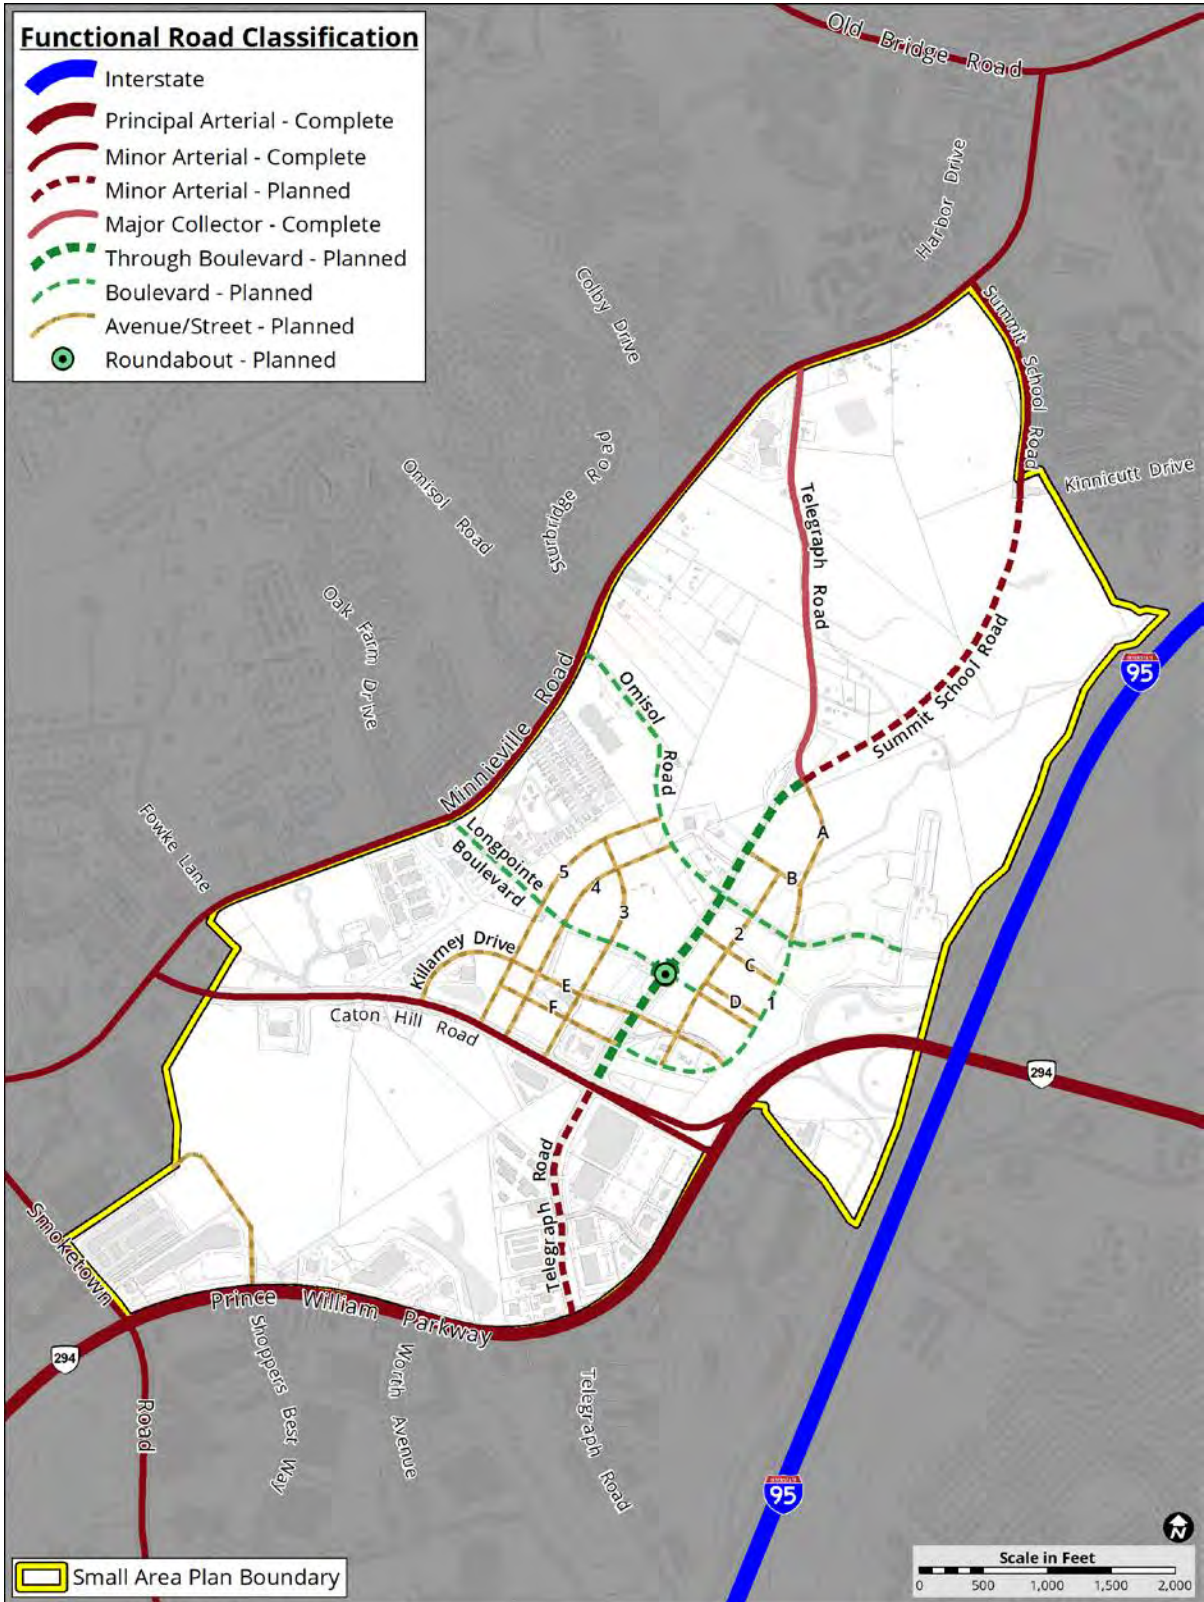 Functional Road Classification
Interstate
Principal Arterial - Complete
Minor Arterial - Complete
Minor Arterial - Planned
Major Collector - Complete
Through Boulevard - Planned
Boulevard - Planned
Avenue/Street - Planned
Roundabout - Planned
Old Bridge Road
Harbor Drive
Colby Drive
Summit School Road
Sturbridge Road
Omisol Road
Kinnicutt Drive
Telegraph Road
Oak Farm Drive
95
Omisol Road
Summit School Road
Minnieville Road
Fowke Lane
Longpointe
Boulevard
A
5
B
4
3
2
Killarney Drive
C
E
D
1
F
Caton Hill Road
294
Telegraph Road
Smoketown Road
Prince William Parkway
294
Shoppers Best Way
Worth Avenue
Telegraph Road
95
N
Small Area Plan Boundary
Scale in Feet
0 500 1,000 1,500 2,000